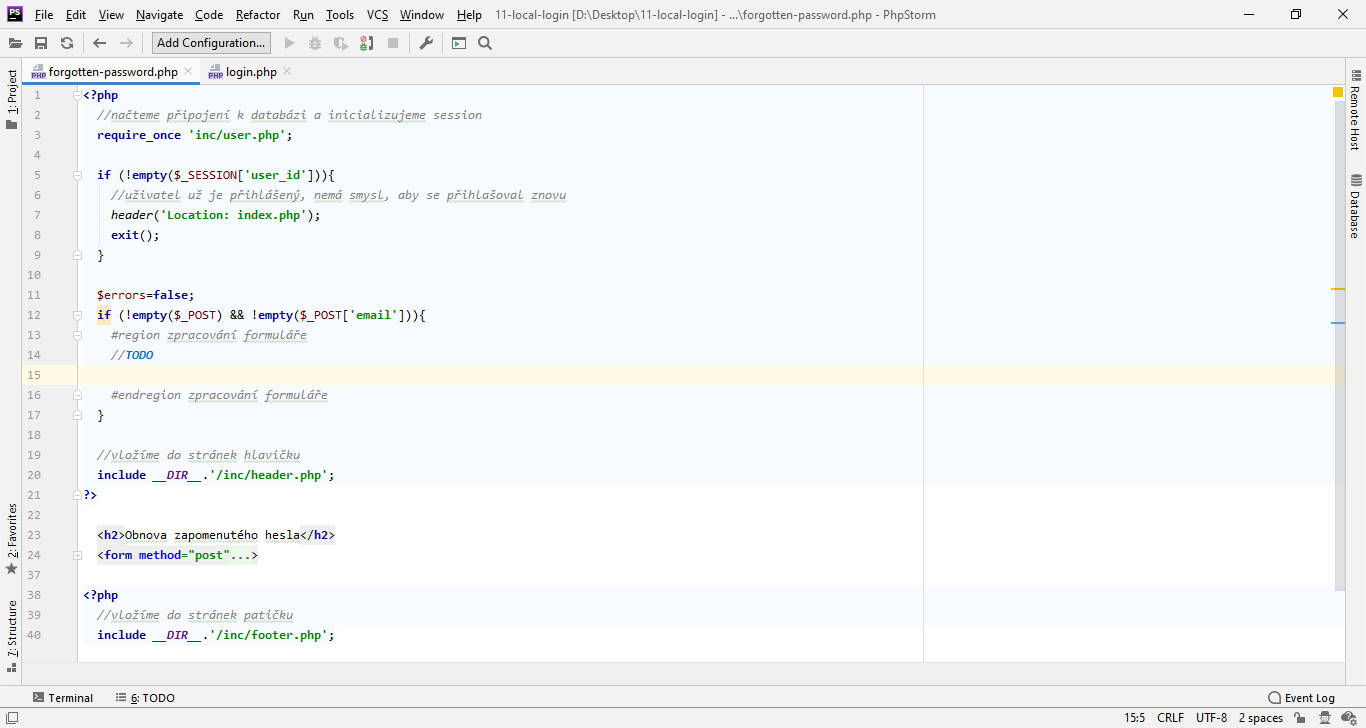 File Edit View Navigate Code Refactor Run Tools VCS Window Help 11-local-login [D:\Desktop\11-local-login] - ...\forgotten-password.php - PhpStorm
Add Configuration...
forgotten-password.php login.php
1: Project
2: Favorites
7: Structure
Remote Host
Database
1 <?php
2 //načteme připojení k databázi a inicializujeme session
3 require_once 'inc/user.php';
4
5 if (!empty($_SESSION['user_id'])){
6 //uživatel už je přihlášený, nemá smysl, aby se přihlašoval znovu
7 header('Location: index.php');
8 exit();
9 }
10
11 $errors=false;
12 if (!empty($_POST) && !empty($_POST['email'])){
13 #region zpracování formuláře
14 //TODO
15
16 #endregion zpracování formuláře
17 }
18
19 //vložíme do stránek hlavičku
20 include __DIR__.'/inc/header.php';
21 ?>
22
23 <h2>Obnova zapomenutého hesla</h2>
24 <form method="post"...>
37
38 <?php
39 //vložíme do stránek patičku
40 include __DIR__.'/inc/footer.php';
Terminal 6: TODO Event Log
15:5 CRLF UTF-8 2 spaces